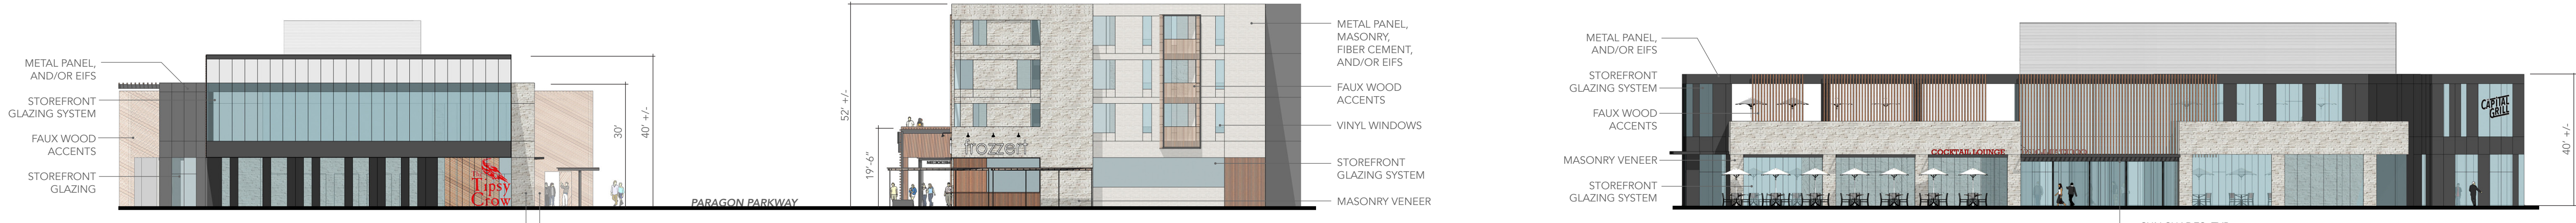 METAL PANEL,
AND/OR EIFS
STOREFRONT
GLAZING SYSTEM
FAUX WOOD
ACCENTS
STOREFRONT
GLAZING
The
Tipsy
Crow
30'
40' +/-
PARAGON PARKWAY
52' +/-
19'-6"
frozzert
METAL PANEL,
MASONRY,
FIBER CEMENT,
AND/OR EIFS
FAUX WOOD
ACCENTS
VINYL WINDOWS
STOREFRONT
GLAZING SYSTEM
MASONRY VENEER
METAL PANEL,
AND/OR EIFS
STOREFRONT
GLAZING SYSTEM
FAUX WOOD
ACCENTS
MASONRY VENEER
STOREFRONT
GLAZING SYSTEM
COCKTAIL LOUNGE
CAPITAL
GRILL
40' +/-